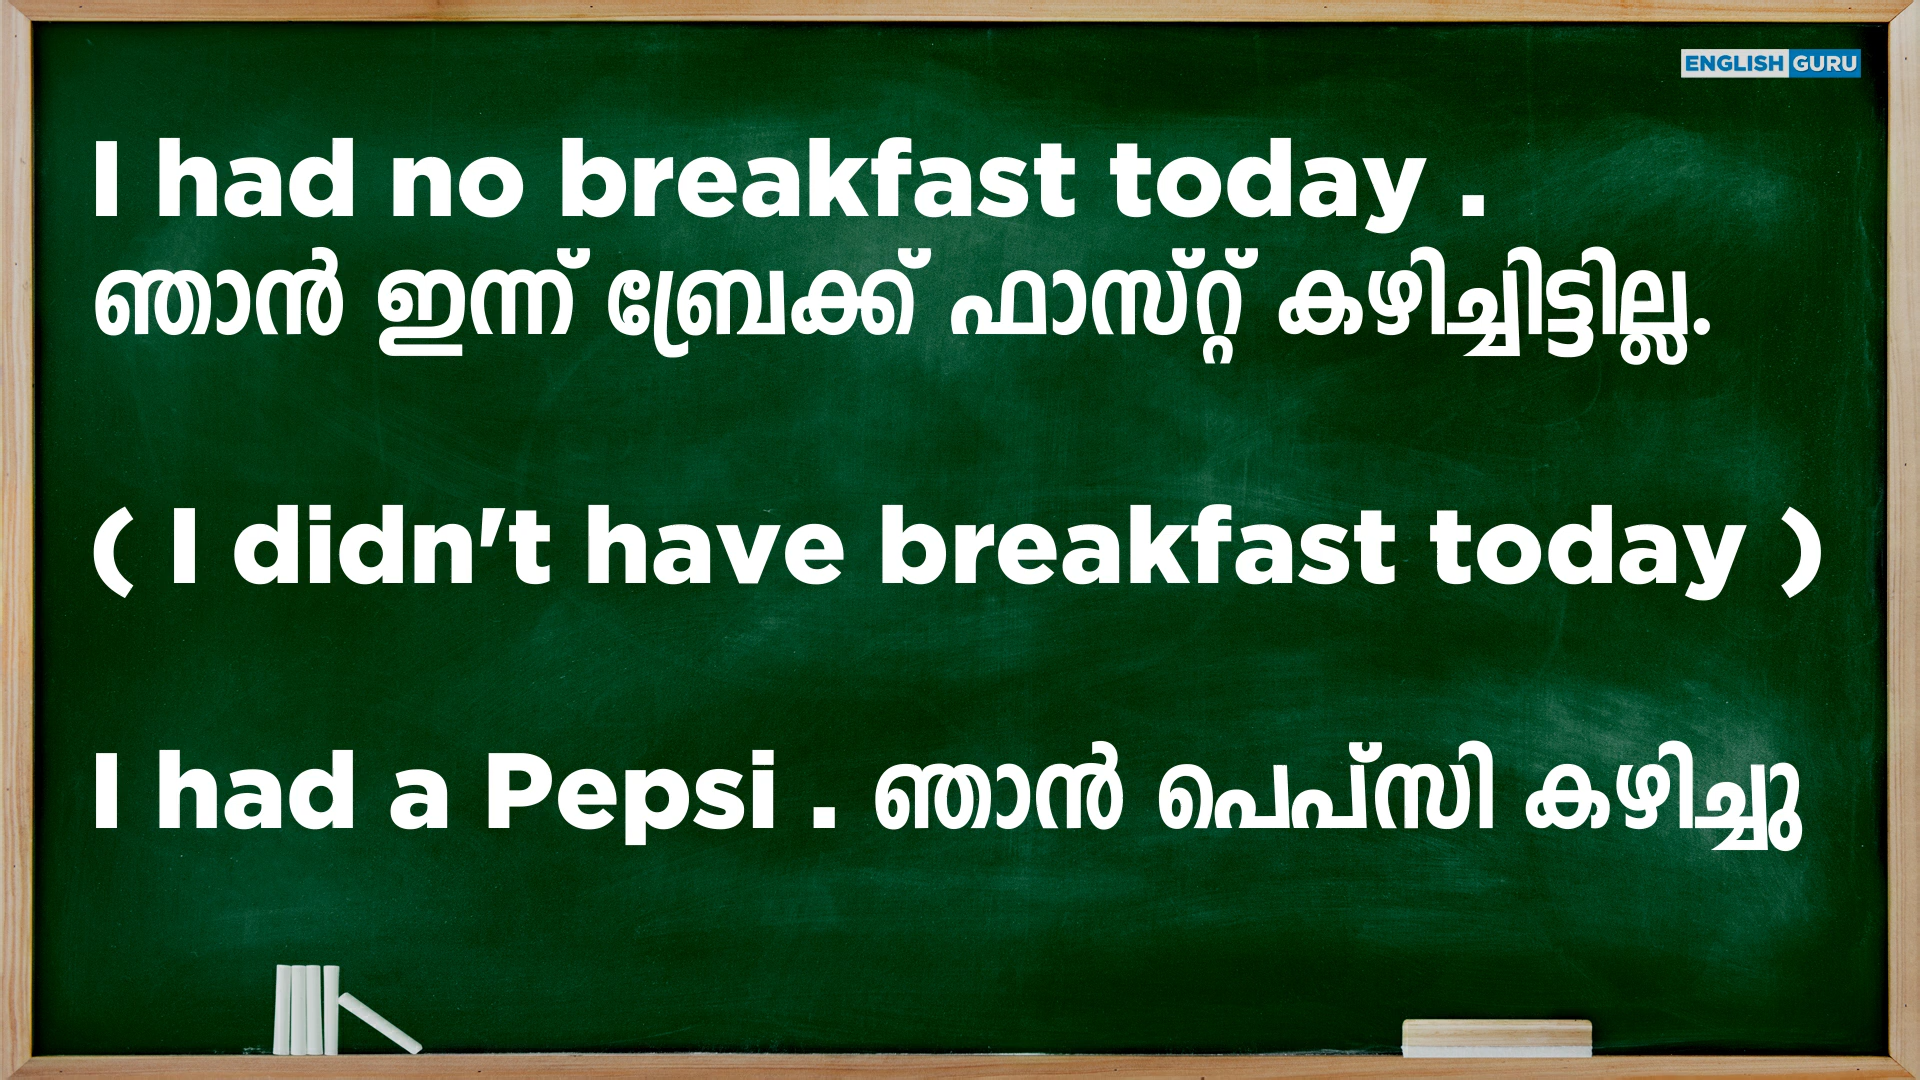 ENGLISH GURU
I had no breakfast today .
ഞാൻ ഇന്ന് ബ്രേക്ക് ഫാസ്റ്റ് കഴിച്ചിട്ടില്ല.
( I didn't have breakfast today )
I had a Pepsi . ഞാൻ പെപ്സി കഴിച്ചു